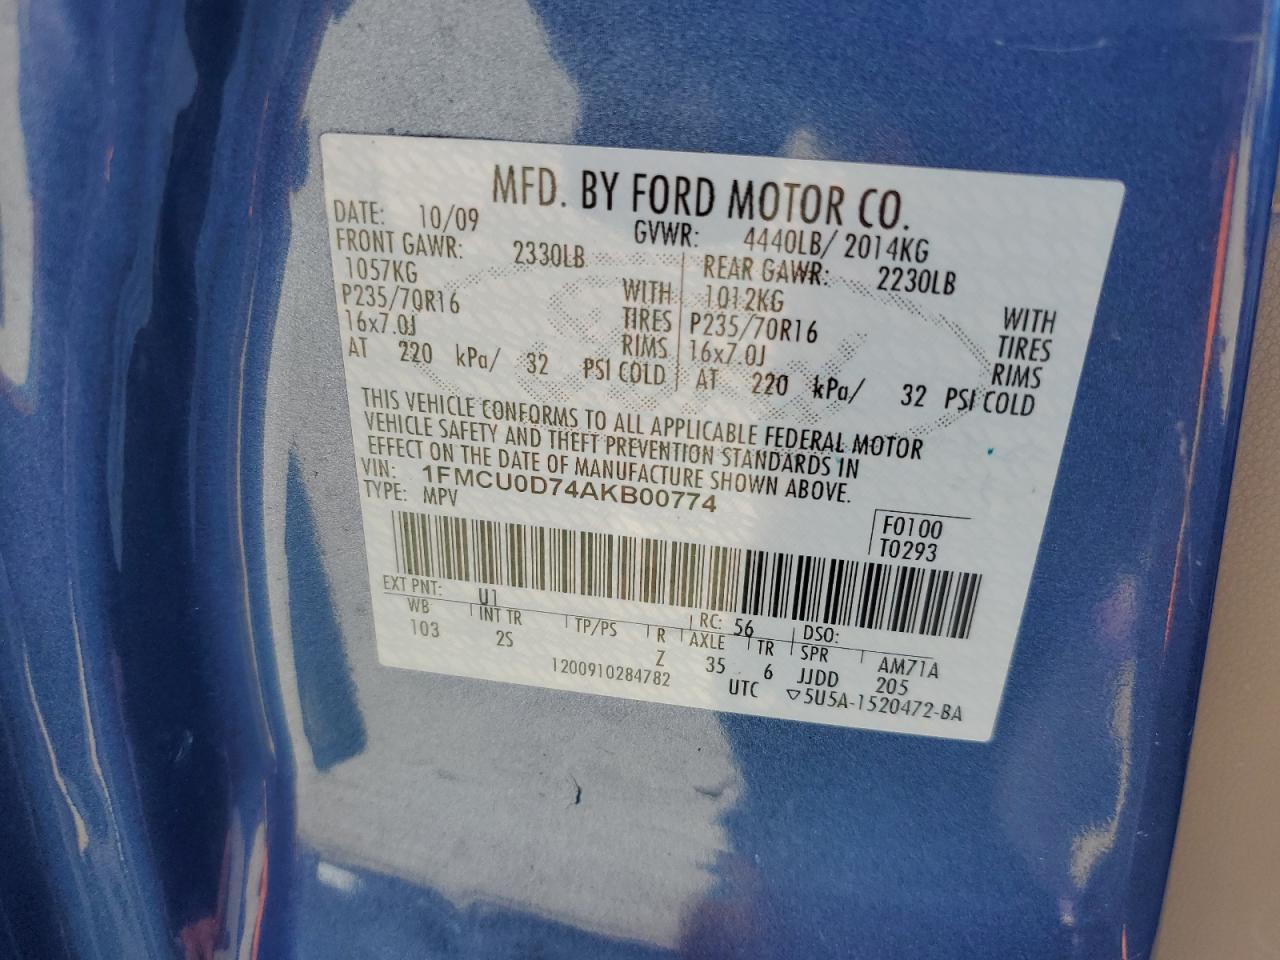 MFD. BY FORD MOTOR CO.
DATE: 10/09 GVWR: 4440LB/ 2014KG
FRONT GAWR: 2330LB REAR GAWR: 2230LB
1057KG WITH 1012KG WITH
P235/70R16 TIRES P235/70R16 TIRES
16x7.0J RIMS 16x7.0J RIMS
AT 220 kPa/ 32 PSI COLD AT 220 kPa/ 32 PSI COLD
THIS VEHICLE CONFORMS TO ALL APPLICABLE FEDERAL MOTOR
VEHICLE SAFETY AND THEFT PREVENTION STANDARDS IN
EFFECT ON THE DATE OF MANUFACTURE SHOWN ABOVE.
VIN: 1FMCU0D74AKB00774
TYPE: MPV
F0100
T0293
EXT PNT: U1 RC: 56 DSO:
WB INT TR TP/PS R AXLE TR SPR AM71A
103 2S Z 35 6 JJDD 205
1200910284782 UTC ▽5U5A-1520472-BA